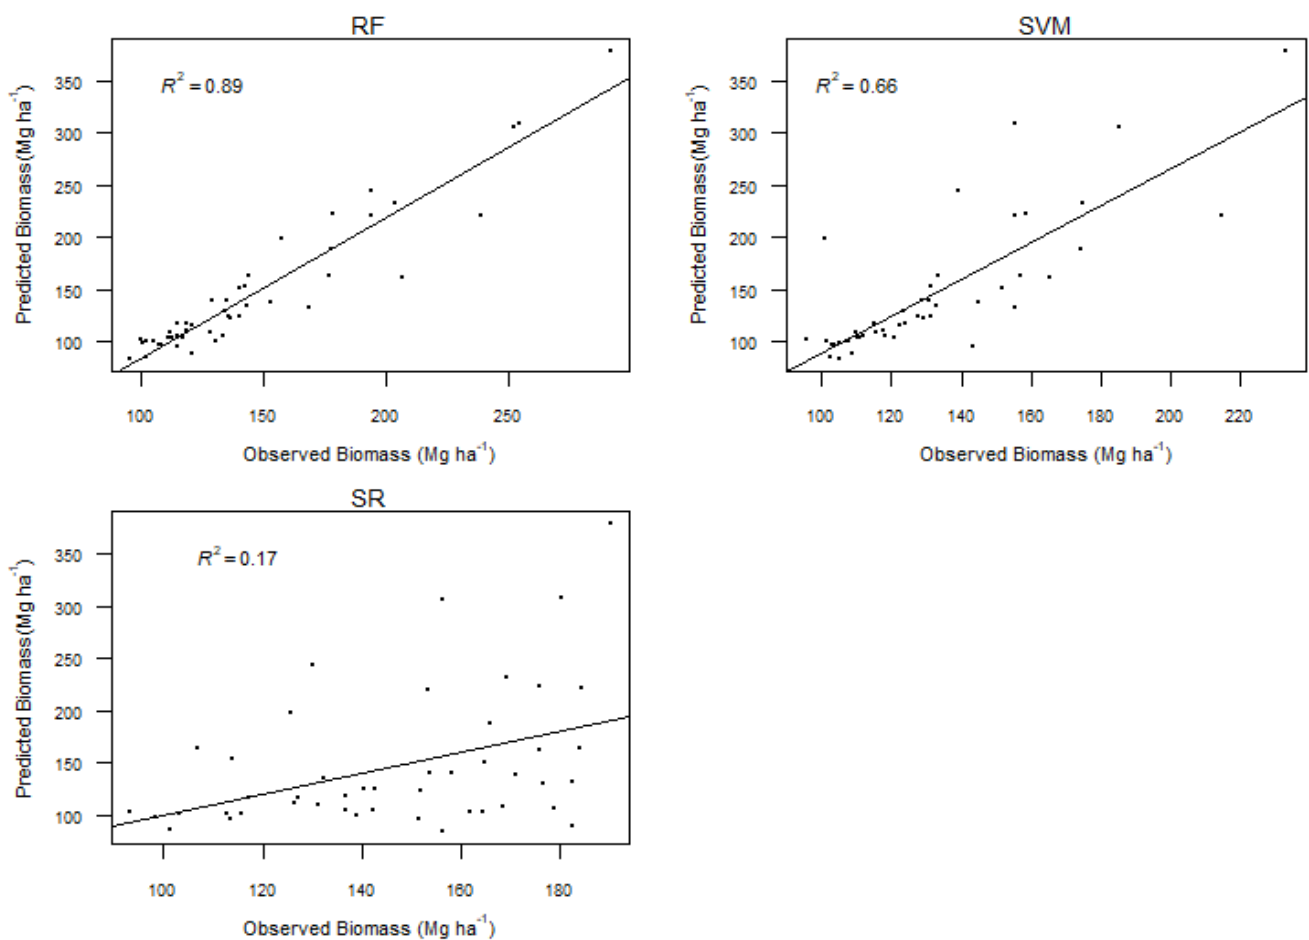 RF
R² = 0.89
350
300
250
200
150
100
Predicted Biomass(Mg ha⁻¹)
100 150 200 250
Observed Biomass (Mg ha⁻¹)
SVM
R² = 0.66
350
300
250
200
150
100
Predicted Biomass(Mg ha⁻¹)
100 120 140 160 180 200 220
Observed Biomass (Mg ha⁻¹)
SR
R² = 0.17
350
300
250
200
150
100
Predicted Biomass(Mg ha⁻¹)
100 120 140 160 180
Observed Biomass (Mg ha⁻¹)